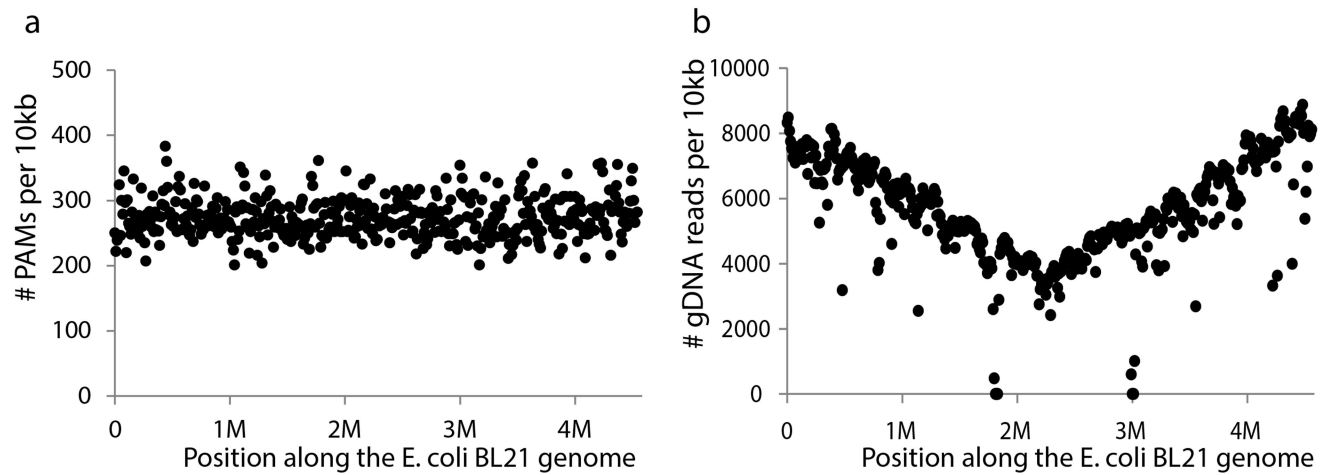 a
# PAMs per 10kb
500
400
300
200
100
0
0 1M 2M 3M 4M
Position along the E. coli BL21 genome
b
# gDNA reads per 10kb
10000
8000
6000
4000
2000
0
0 1M 2M 3M 4M
Position along the E. coli BL21 genome